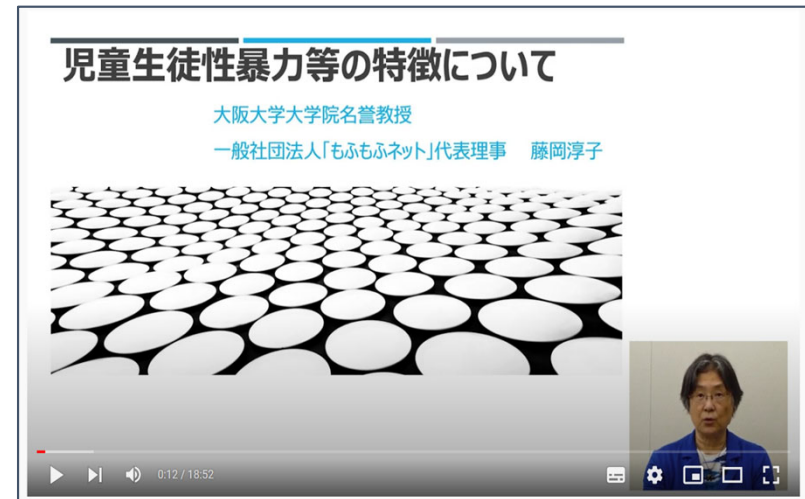 児童生徒性暴力等の特徴について
大阪大学大学院名誉教授
一般社団法人「もふもふネット」代表理事　藤岡淳子
0:12 / 18:52